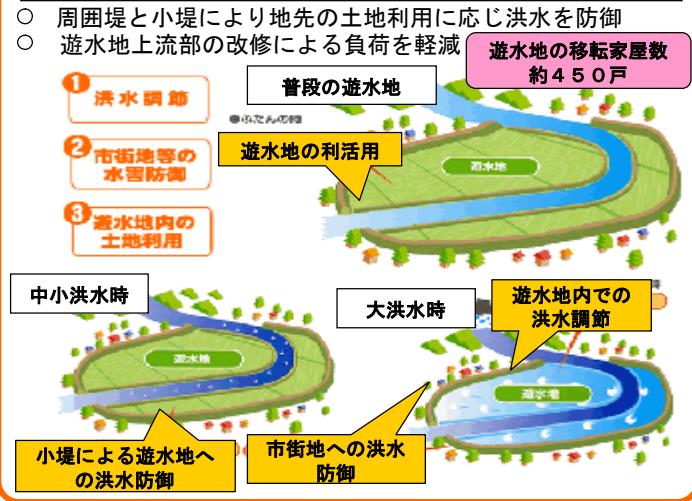 ○ 周囲堤と小堤により地先の土地利用に応じ洪水を防御
○ 遊水地上流部の改修による負荷を軽減
遊水地の移転家屋数
約４５０戸
1 洪水調節
2 市街地等の
水害防御
3 遊水地内の
土地利用
普段の遊水地
●ふだんの時
遊水地の利活用
遊水地
中小洪水時
遊水地
小堤による遊水地へ
の洪水防御
大洪水時
遊水地内での
洪水調節
時
遊水地
市街地への洪水
防御